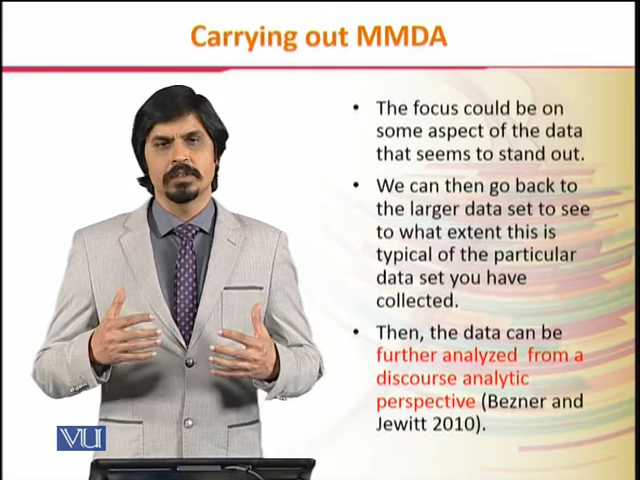 Carrying out MMDA
• The focus could be on
some aspect of the data
that seems to stand out.
• We can then go back to
the larger data set to see
to what extent this is
typical of the particular
data set you have
collected.
• Then, the data can be
further analyzed from a
discourse analytic
perspective (Bezner and
Jewitt 2010).
VU